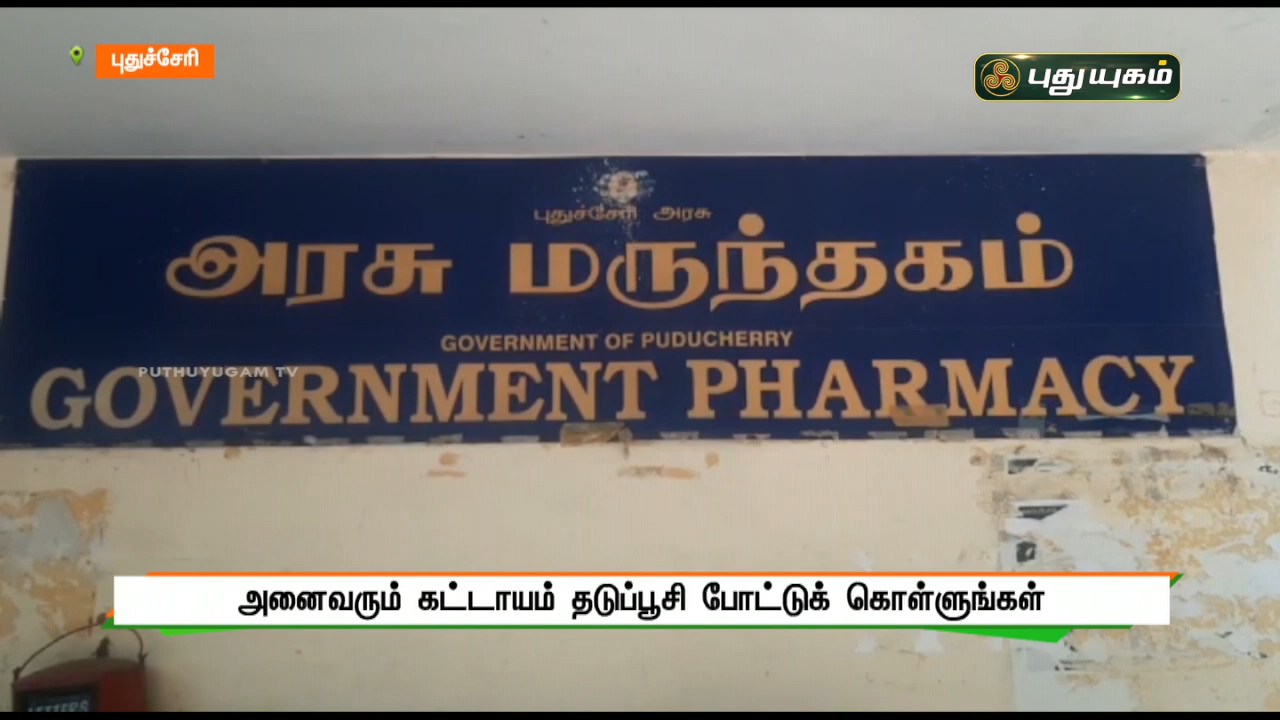 புதுச்சேரி
புதுயுகம்
புதுச்சேரி அரசு
அரசு மருந்தகம்
GOVERNMENT OF PUDUCHERRY
PUTHUYUGAM TV
GOVERNMENT PHARMACY
அனைவரும் கட்டாயம் தடுப்பூசி போட்டுக் கொள்ளுங்கள்
LETTERS